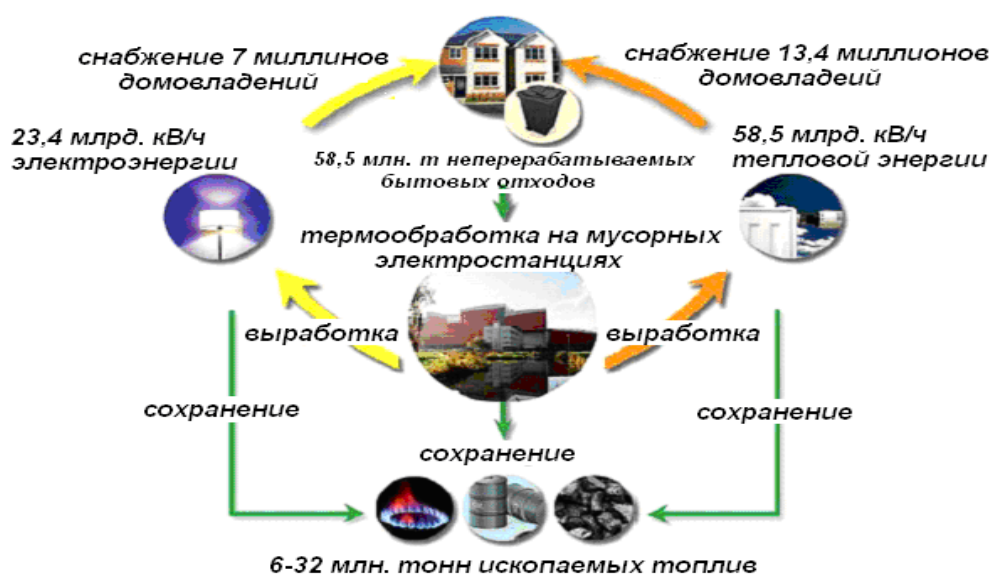 снабжение 7 миллинов
домовладений
снабжение 13,4 миллионов
домовладеий
23,4 млрд. кВ/ч
электроэнергии
58,5 млрд. кВ/ч
тепловой энергии
58,5 млн. т неперерабатываемых
бытовых отходов
термообработка на мусорных
электростанциях
выработка
выработка
сохранение
сохранение
сохранение
6-32 млн. тонн ископаемых топлив